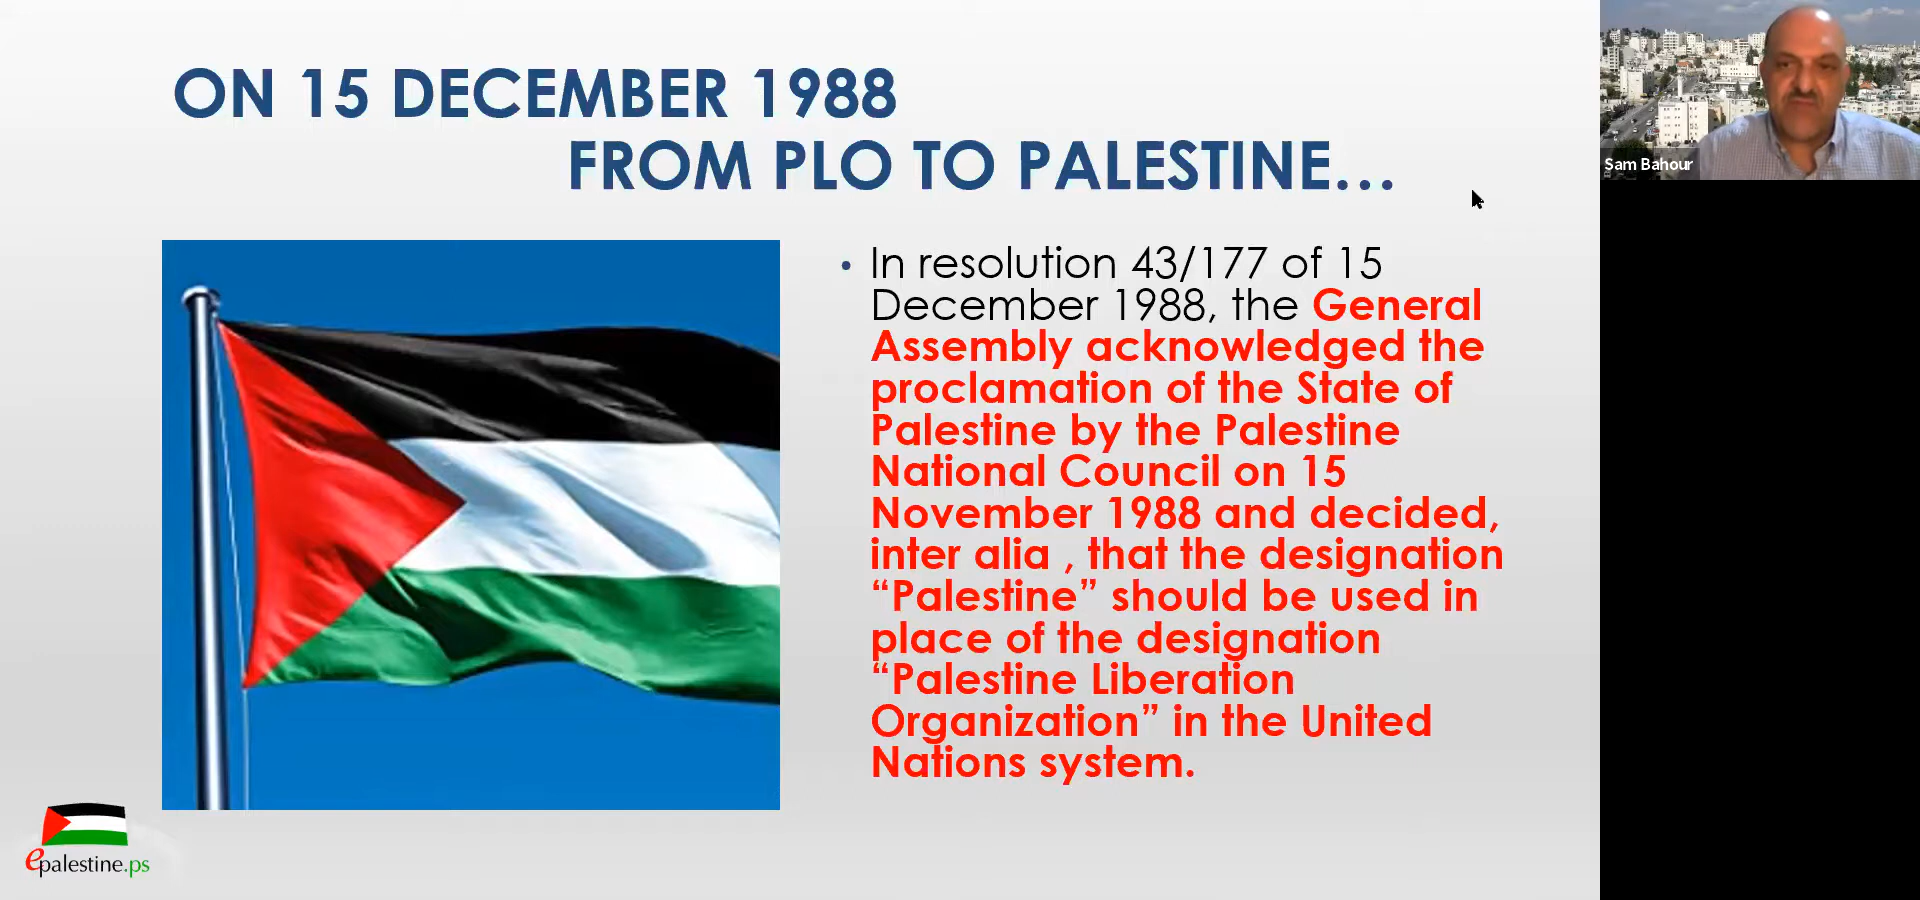 ON 15 DECEMBER 1988
FROM PLO TO PALESTINE…
• In resolution 43/177 of 15
December 1988, the General
Assembly acknowledged the
proclamation of the State of
Palestine by the Palestine
National Council on 15
November 1988 and decided,
inter alia , that the designation
“Palestine” should be used in
place of the designation
“Palestine Liberation
Organization” in the United
Nations system.
epalestine.ps
Sam Bahour